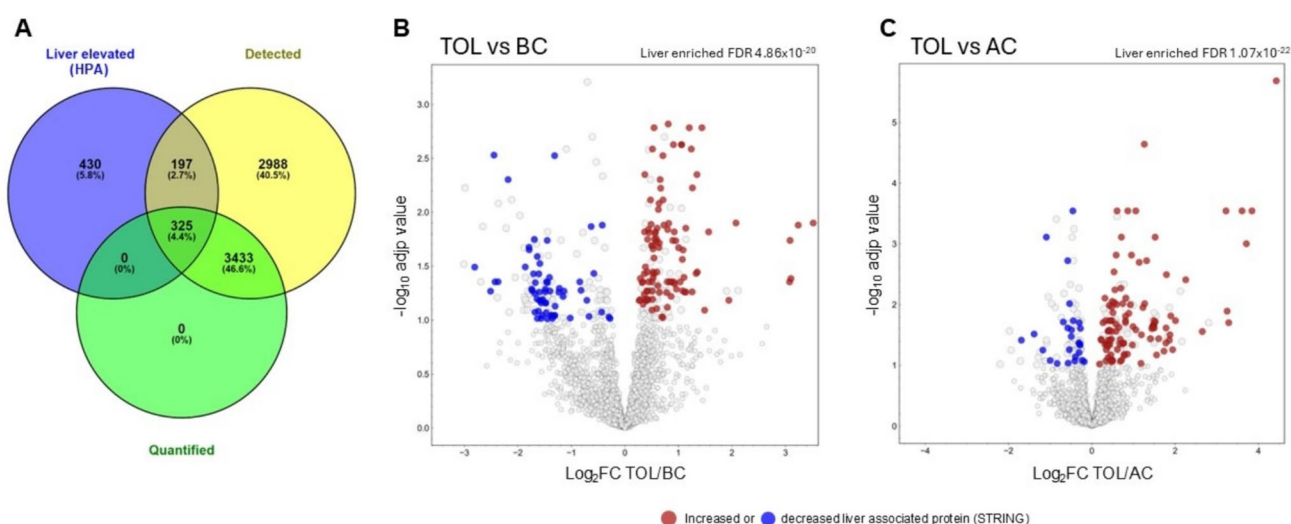 A
Liver elevated
(HPA)
Detected
430
(5.8%)
197
(2.7%)
2988
(40.5%)
325
(4.4%)
0
(0%)
3433
(46.6%)
0
(0%)
Quantified
B
TOL vs BC
Liver enriched FDR 4.86x10-20
-log10 adjp value
3.0
2.5
2.0
1.5
1.0
0.5
0.0
−3
−2
−1
0
1
2
3
Log2FC TOL/BC
C
TOL vs AC
Liver enriched FDR 1.07x10-22
-log10 adjp value
5
4
3
2
1
0
−4
−2
0
2
4
Log2FC TOL/AC
Increased or decreased liver associated protein (STRING)